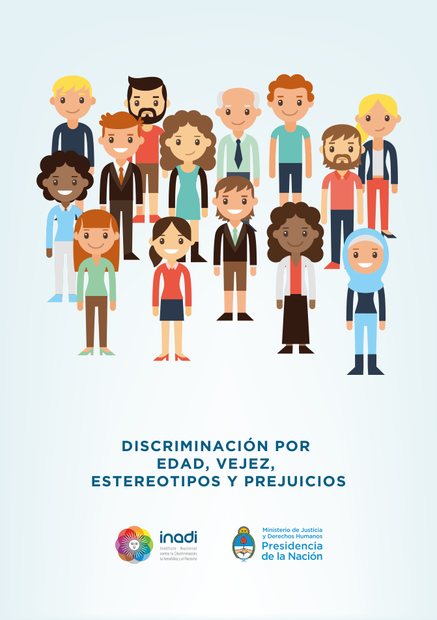 DISCRIMINACIÓN POR
EDAD, VEJEZ,
ESTEREOTIPOS Y PREJUICIOS
inadi
Instituto Nacional
contra la Discriminación,
la Xenofobia y el Racismo
Ministerio de Justicia
y Derechos Humanos
Presidencia
de la Nación